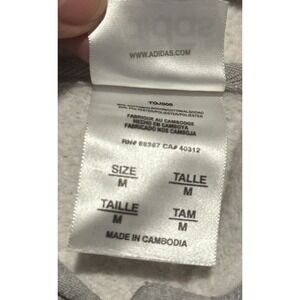 WWW.ADIDAS.COM
FABRIQUE AU CAMBODGE
HECHO EN CAMBOYA
FABRICADO NOS CAMBOJA
RN# 88387 CA# 40312
SIZE
M
TALLE
M
TAILLE
M
TAM
M
MADE IN CAMBODIA